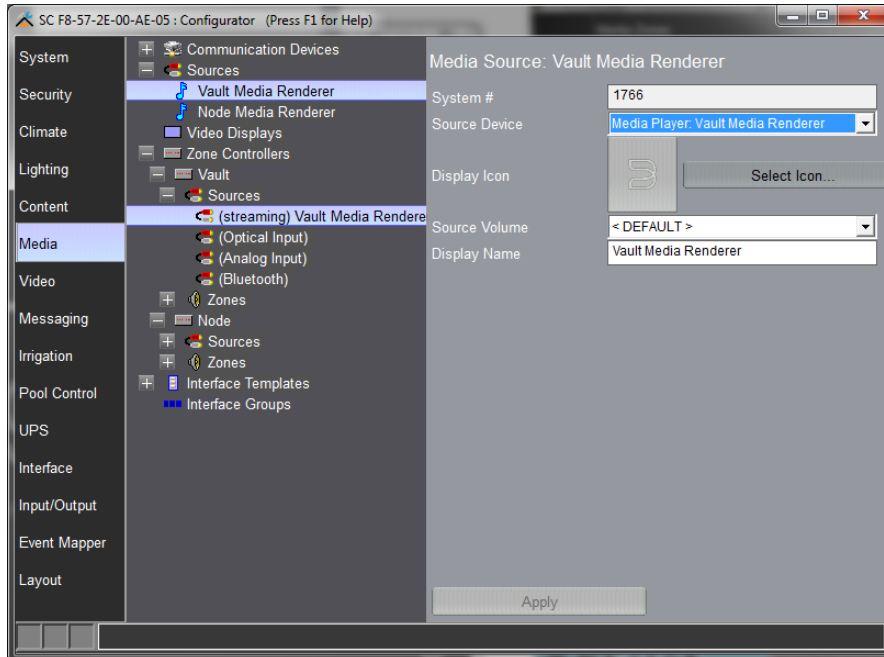 SC F8-57-2E-00-AE-05 : Configurator (Press F1 for Help)
System
Security
Climate
Lighting
Content
Media
Video
Messaging
Irrigation
Pool Control
UPS
Interface
Input/Output
Event Mapper
Layout
Communication Devices
Sources
Vault Media Renderer
Node Media Renderer
Video Displays
Zone Controllers
Vault
Sources
(streaming) Vault Media Rendere
(Optical Input)
(Analog Input)
(Bluetooth)
Zones
Node
Sources
Zones
Interface Templates
Interface Groups
Media Source: Vault Media Renderer
System # 1766
Source Device Media Player: Vault Media Renderer
Display Icon Select Icon...
Source Volume < DEFAULT >
Display Name Vault Media Renderer
Apply